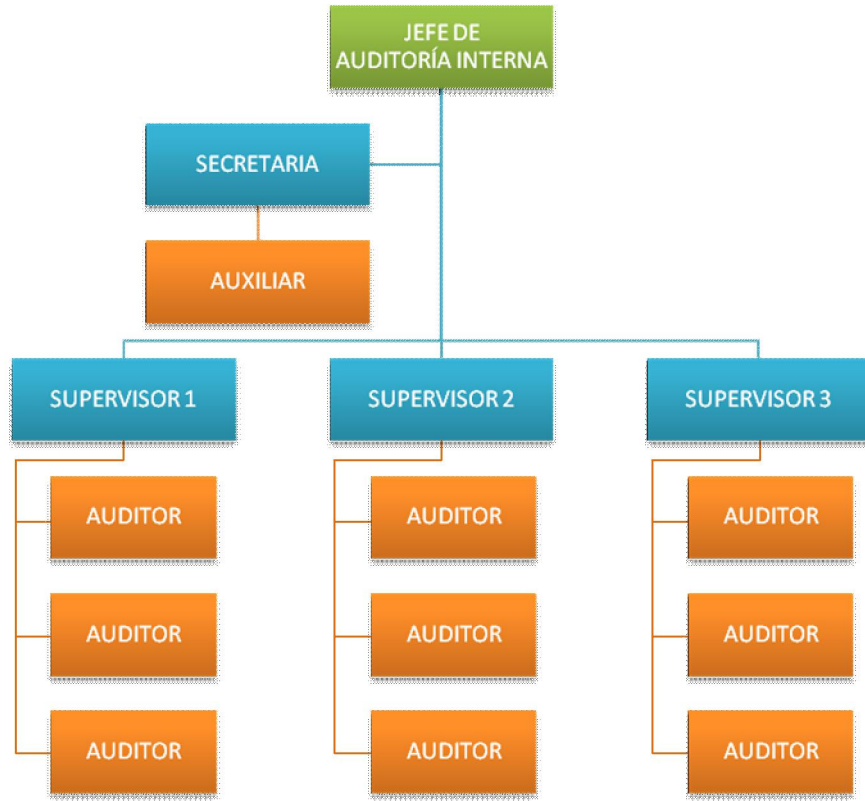 JEFE DE
AUDITORÍA INTERNA
SECRETARIA
AUXILIAR
SUPERVISOR 1
SUPERVISOR 2
SUPERVISOR 3
AUDITOR
AUDITOR
AUDITOR
AUDITOR
AUDITOR
AUDITOR
AUDITOR
AUDITOR
AUDITOR